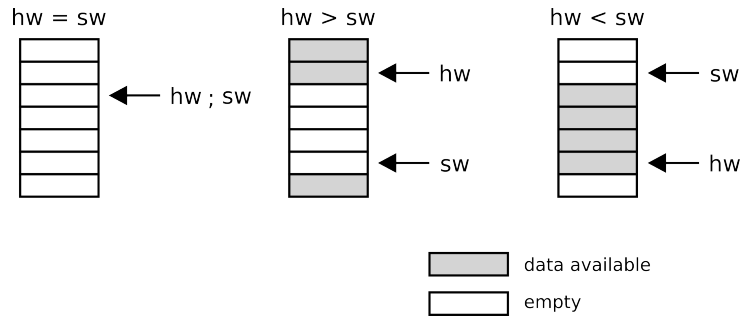 hw = sw
hw > sw
hw < sw
hw ; sw
hw
sw
sw
hw
data available
empty